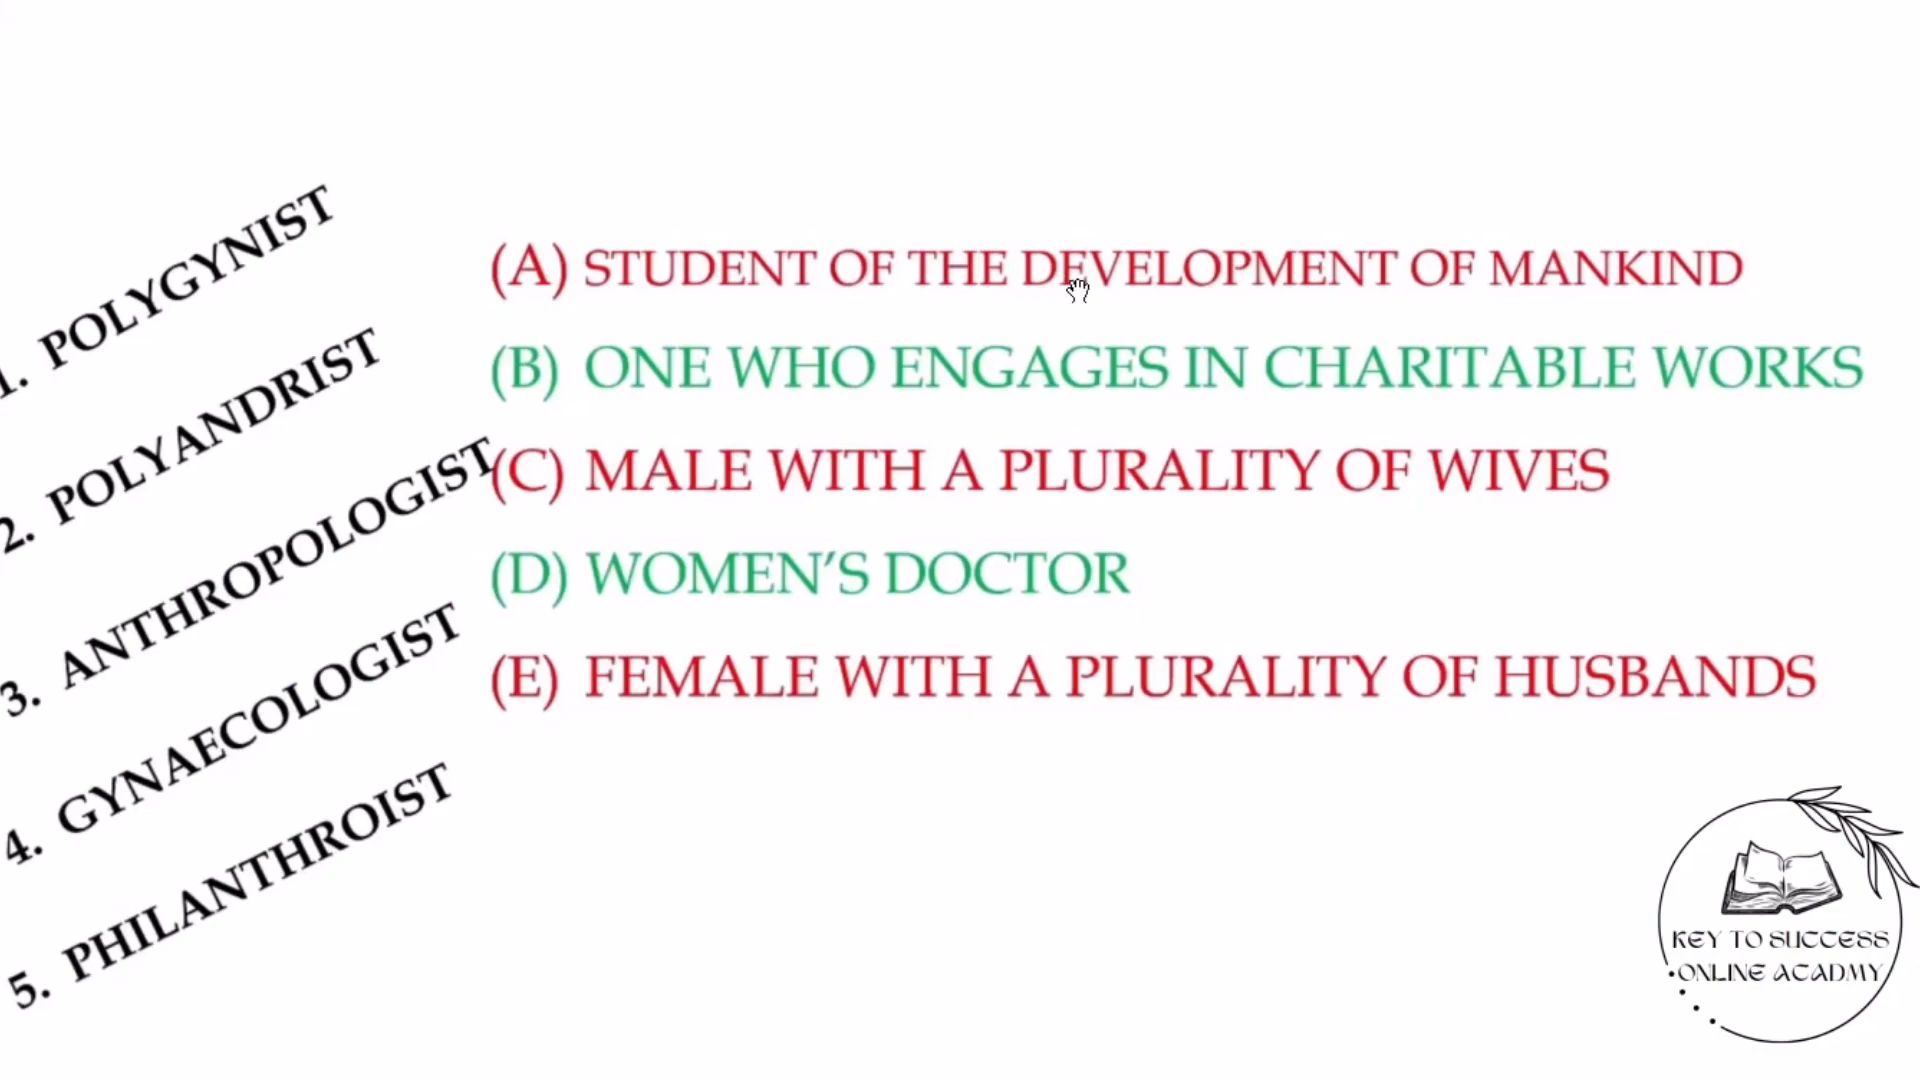 1. POLYGYNIST
2. POLYANDRIST
3. ANTHROPOLOGIST
4. GYNAECOLOGIST
5. PHILANTHROIST
(A) STUDENT OF THE DEVELOPMENT OF MANKIND
(B) ONE WHO ENGAGES IN CHARITABLE WORKS
(C) MALE WITH A PLURALITY OF WIVES
(D) WOMEN'S DOCTOR
(E) FEMALE WITH A PLURALITY OF HUSBANDS
KEY TO SUCCESS
ONLINE ACADMY